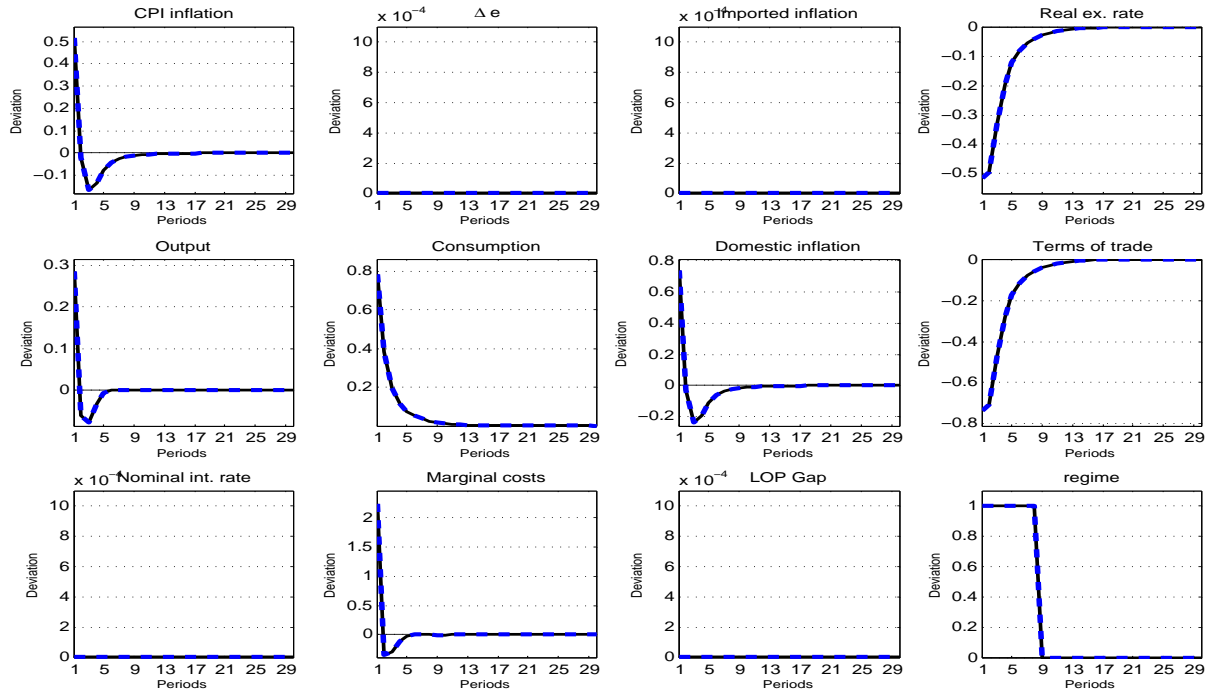 CPI inflation
0.5
0.4
0.3
0.2
0.1
0
−0.1
Deviation
1 5 9 13 17 21 25 29
Periods
x 10⁻⁴
Δ e
10
8
6
4
2
0
Deviation
1 5 9 13 17 21 25 29
Periods
x 10⁻⁴
Imported inflation
10
8
6
4
2
0
Deviation
1 5 9 13 17 21 25 29
Periods
Real ex. rate
0
−0.1
−0.2
−0.3
−0.4
−0.5
Deviation
1 5 9 13 17 21 25 29
Periods
Output
0.3
0.2
0.1
0
Deviation
1 5 9 13 17 21 25 29
Periods
Consumption
0.8
0.6
0.4
0.2
Deviation
1 5 9 13 17 21 25 29
Periods
Domestic inflation
0.8
0.6
0.4
0.2
0
−0.2
Deviation
1 5 9 13 17 21 25 29
Periods
Terms of trade
0
−0.2
−0.4
−0.6
−0.8
Deviation
1 5 9 13 17 21 25 29
Periods
x 10⁻⁴
Nominal int. rate
10
8
6
4
2
0
Deviation
1 5 9 13 17 21 25 29
Periods
Marginal costs
2
1.5
1
0.5
0
Deviation
1 5 9 13 17 21 25 29
Periods
x 10⁻⁴
LOP Gap
10
8
6
4
2
0
Deviation
1 5 9 13 17 21 25 29
Periods
regime
1
0.8
0.6
0.4
0.2
0
Deviation
1 5 9 13 17 21 25 29
Periods